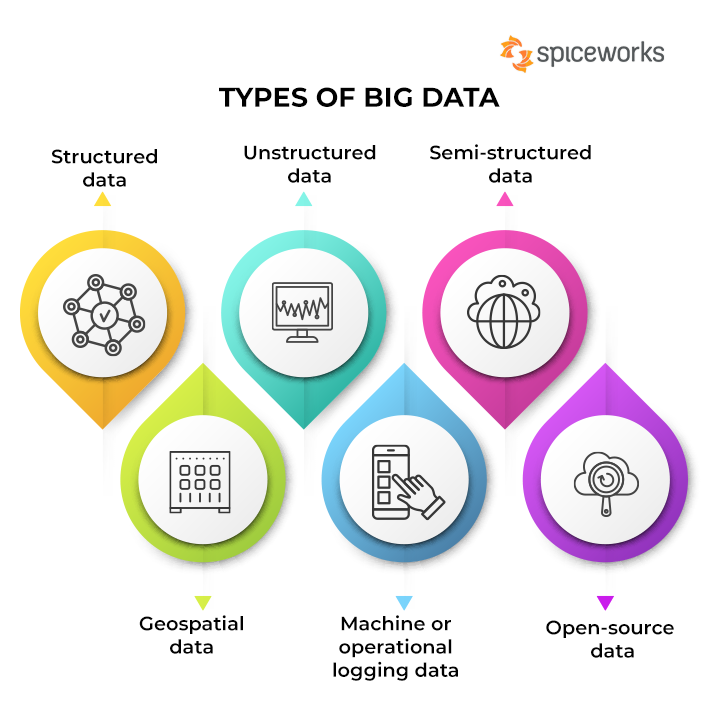 spiceworks
TYPES OF BIG DATA
Structured
data
Unstructured
data
Semi-structured
data
Geospatial
data
Machine or
operational
logging data
Open-source
data